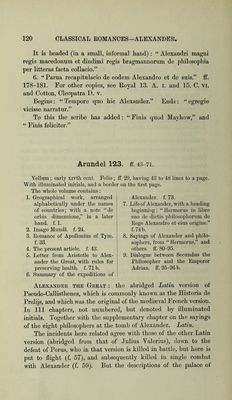 120 CLASSICAL ROMANCES—ALEXANDER.
It is headed (in a small, informal hand): “Alexandri magni
regis macedonum et dindimi regis bragmannorum de philosophia
per litteras facta collacio.”
6. “Parua recapitulacio de eodem Alexandro et de suis.” ff.
178–181. For other copies, see Royal 13. A. I. and 15. C. VI.
and Cotton, Cleopatra D. V.
Begins: “Tempore quo hic Alexander.” Ends: “egregio
vicisse narratur.”
To this the scribe has added: “Finis quod Mayhow,” and
“Finis feliciter.”
Arundel 123. ff. 43–71.
Vellum; early XIVth cent. Folio; ff. 29, having 43 to 48 lines to a page.
With illuminated initials, and a border on the first page.
The whole volume contains:
1. Geographical work, arranged
alphabetically under the names
of countries; with a note “de
orbis dimensione,” in a later
hand. f. 1.
2. Imago Mundi. f. 24.
3. Romance of Apollonius of Tyre.
f. 33.
4. The present article. f. 43.
5. Letter from Aristotle to Alex-
ander the Great, with rules for
preserving health. f. 71 b.
6. Summary of the expeditions of
Alexander. f. 73.
7. Life of Alexander, with a heading
beginning: “Hermerus in libro
suo de dictis philosophorum de
Rege Alexandro et eius origine.”
f. 74 b.
8. Sayings of Alexander and philo-
sophers, from “Hermerus,” and
others. ff. 80–95.
9. Dialogue between Secundus the
Philosopher and the Emperor
Adrian. ff. 95–96 b.
ALEXANDER THE GREAT: the abridged Latin version of
Pseudo-Callisthenes, which is commonly known as the Historia de
Prelijs, and which was the original of the mediæval French version.
In 111 chapters, not numbered, but denoted by illuminated
initials. Together with the supplementary chapter on the sayings
of the eight philosophers at the tomb of Alexander. Latin.
The incidents here related agree with those of the other Latin
version (abridged from that of Julius Valerius), down to the
defeat of Porus, who in that version is killed in battle, but here is
put to flight (f. 57), and subsequently killed in single combat
with Alexander (f. 59). But the descriptions of the palace of